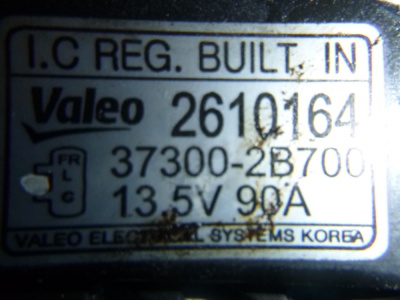 I.C REG. BUILT. IN
Valeo 2610164
FR
L
C
37300-2B700
13.5V 90A
VALEO ELECTRICAL SYSTEMS KOREA